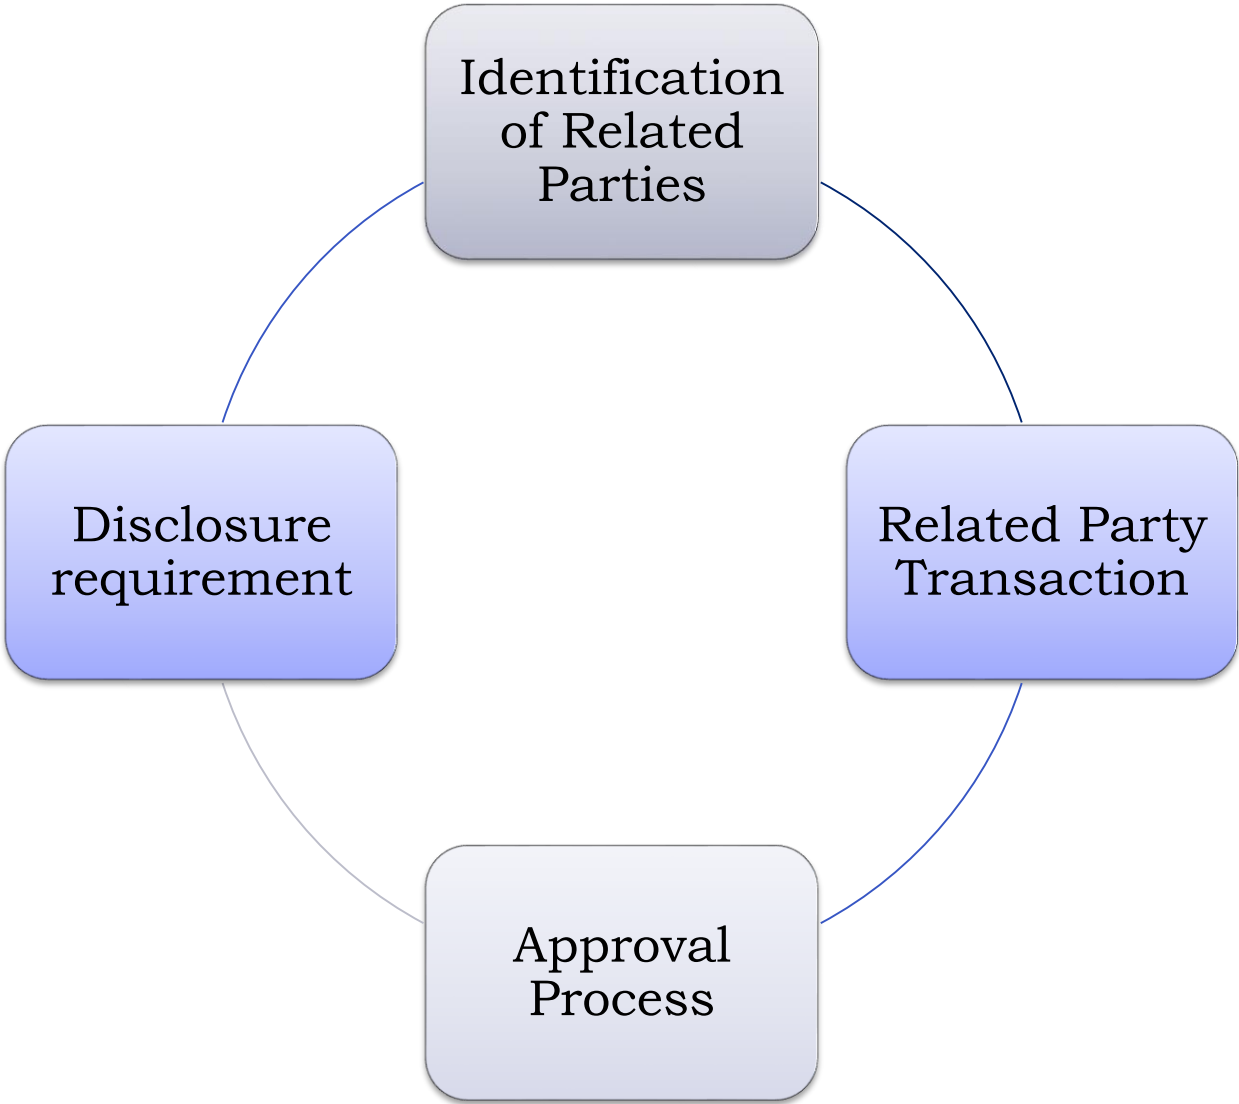 Identification
of Related
Parties
Disclosure
requirement
Related Party
Transaction
Approval
Process